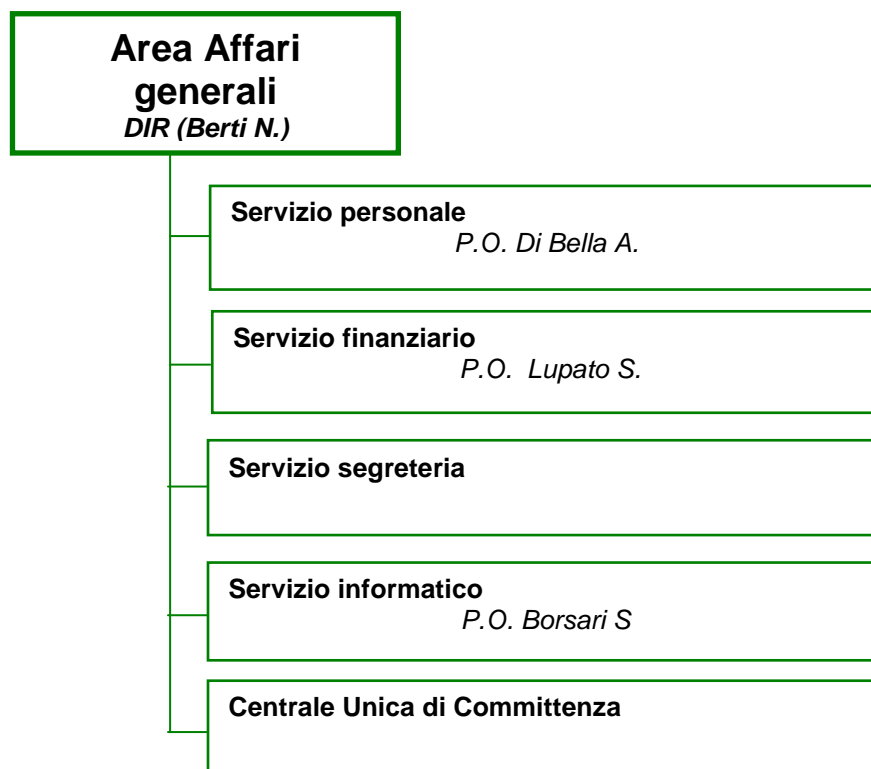 Area Affari
generali
DIR (Berti N.)
Servizio personale
P.O. Di Bella A.
Servizio finanziario
P.O.  Lupato S.
Servizio segreteria
Servizio informatico
P.O. Borsari S
Centrale Unica di Committenza